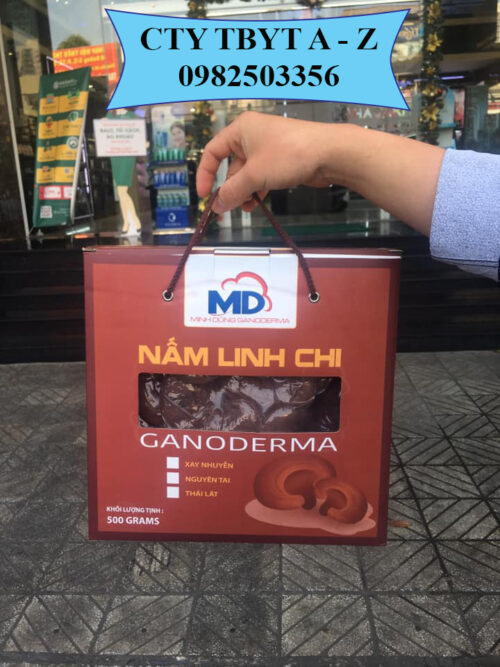 CTY TBYT A - Z
0982503356
MD
MINH DŨNG GANODERMA
NẤM LINH CHI
GANODERMA
XAY NHUYỄN
NGUYÊN TAI
THÁI LÁT
KHỐI LƯỢNG TỊNH :
500 GRAMS